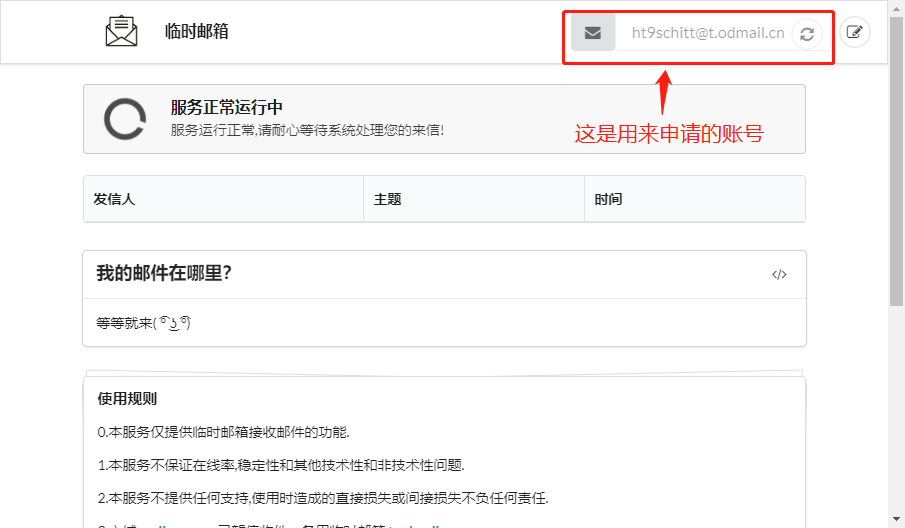 临时邮箱
ht9schitt@t.odmail.cn
服务正常运行中
服务运行正常,请耐心等待系统处理您的来信!
这是用来申请的账号
发信人 主题 时间
我的邮件在哪里?
</>
等等就来( ͡° ͜ʖ ͡°)
使用规则
0.本服务仅提供临时邮箱接收邮件的功能.
1.本服务不保证在线率,稳定性和其他技术性和非技术性问题.
2.本服务不提供任何支持,使用时造成的直接损失或间接损失不负任何责任.